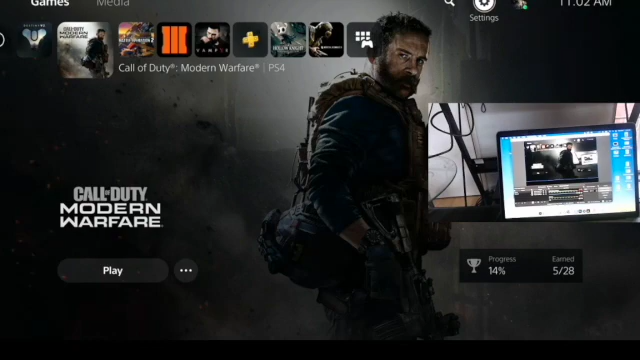 Games Media
Settings
11:02 AM
Call of Duty®: Modern Warfare® | PS4
CALL OF DUTY
MODERN
WARFARE
Play
Progress
14%
Earned
5/28